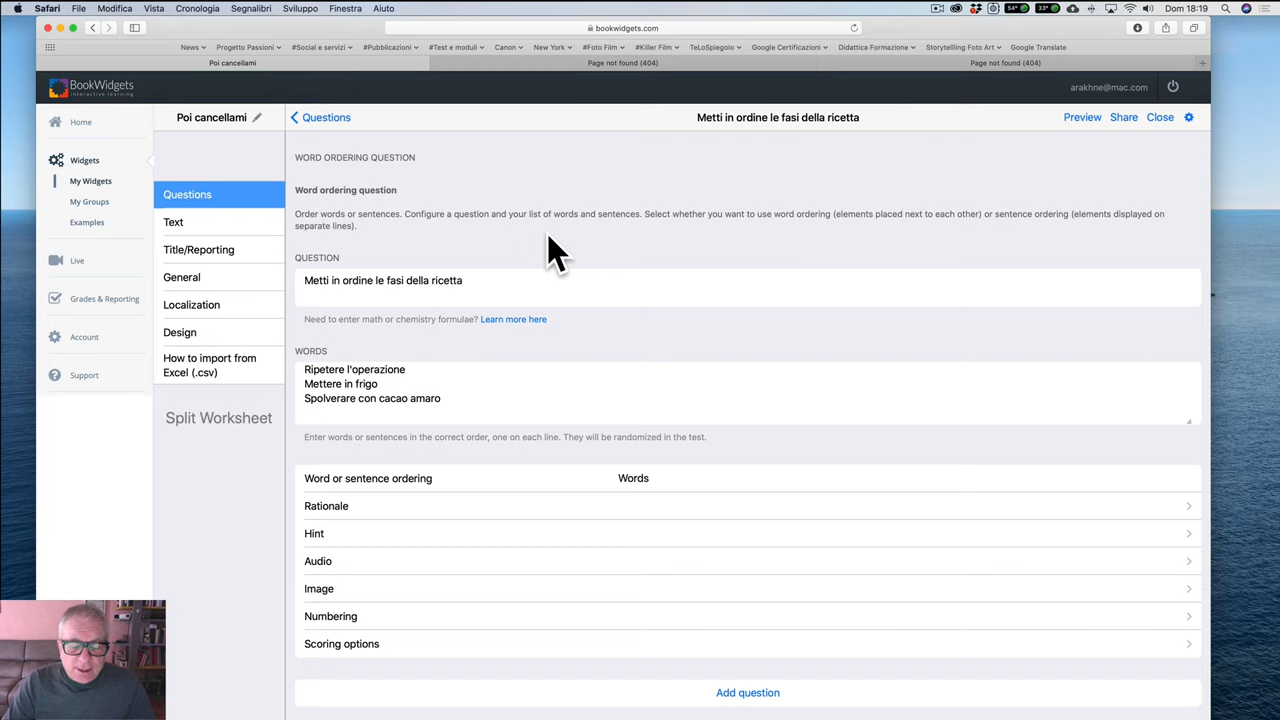 Safari File Modifica Vista Cronologia Segnalibri Sviluppo Finestra Aiuto 54° 33° Dom 18:19
bookwidgets.com
News Progetto Passioni #Social e servizi #Pubblicazioni #Test e moduli Canon New York #Foto Film #Killer Film TeLoSpiegolo Google Certificazioni Didattica Formazione Storytelling Foto Art Google Translate
Poi cancellami Page not found (404) Page not found (404)
BookWidgets arakhne@mac.com
interactive learning
Home
Widgets
My Widgets
My Groups
Examples
Live
Grades & Reporting
Account
Support
Poi cancellami
Questions
Text
Title/Reporting
General
Localization
Design
How to import from
Excel (.csv)
Split Worksheet
Questions Metti in ordine le fasi della ricetta Preview Share Close
WORD ORDERING QUESTION
Word ordering question
Order words or sentences. Configure a question and your list of words and sentences. Select whether you want to use word ordering (elements placed next to each other) or sentence ordering (elements displayed on
separate lines).
QUESTION
Metti in ordine le fasi della ricetta
Need to enter math or chemistry formulae? Learn more here
WORDS
Ripetere l'operazione
Mettere in frigo
Spolverare con cacao amaro
Enter words or sentences in the correct order, one on each line. They will be randomized in the test.
Word or sentence ordering Words
Rationale
Hint
Audio
Image
Numbering
Scoring options
Add question